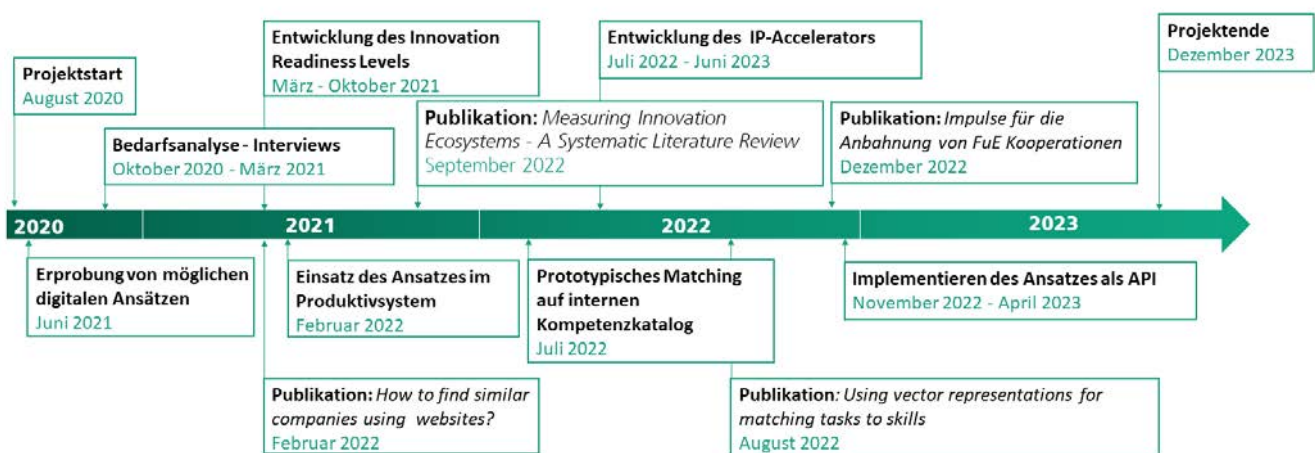 Projektstart
August 2020
Entwicklung des Innovation
Readiness Levels
März - Oktober 2021
Entwicklung des IP-Accelerators
Juli 2022 - Juni 2023
Projektende
Dezember 2023
Bedarfsanalyse - Interviews
Oktober 2020 - März 2021
Publikation: Measuring Innovation
Ecosystems - A Systematic Literature Review
September 2022
Publikation: Impulse für die
Anbahnung von FuE Kooperationen
Dezember 2022
2020
2021
2022
2023
Erprobung von möglichen
digitalen Ansätzen
Juni 2021
Einsatz des Ansatzes im
Produktivsystem
Februar 2022
Prototypisches Matching
auf internen
Kompetenzkatalog
Juli 2022
Implementieren des Ansatzes als API
November 2022 - April 2023
Publikation: How to find similar
companies using websites?
Februar 2022
Publikation: Using vector representations for
matching tasks to skills
August 2022